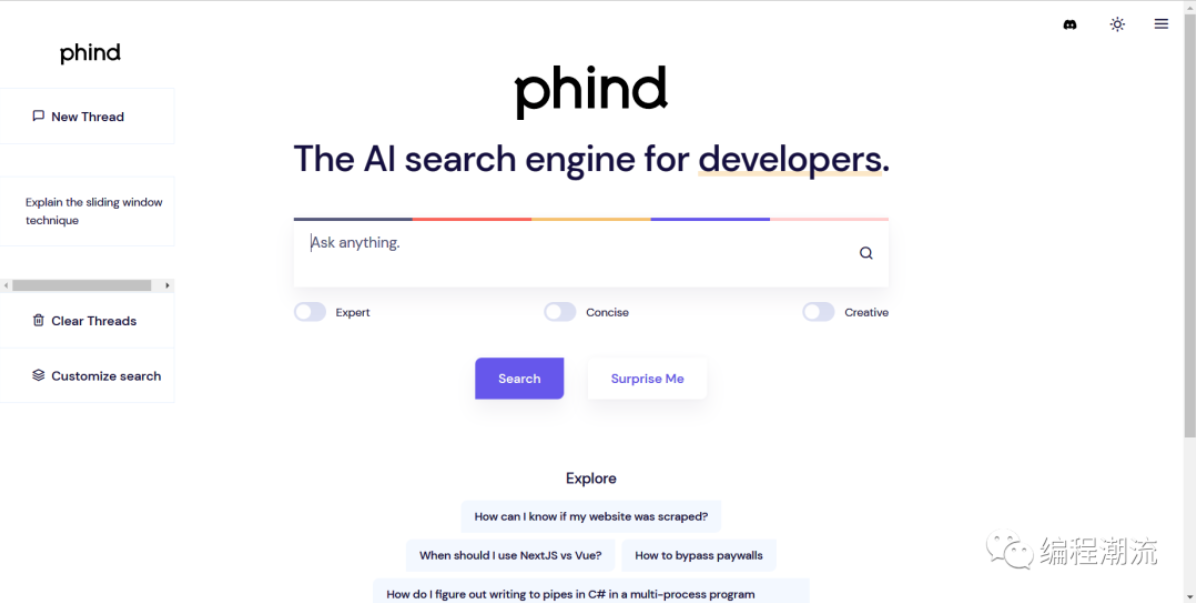 phind
New Thread
Explain the sliding window
technique
Clear Threads
Customize search
phind
The AI search engine for developers.
Ask anything.
Expert
Concise
Creative
Search
Surprise Me
Explore
How can I know if my website was scraped?
When should I use NextJS vs Vue?
How to bypass paywalls
How do I figure out writing to pipes in C# in a multi-process program
编程潮流